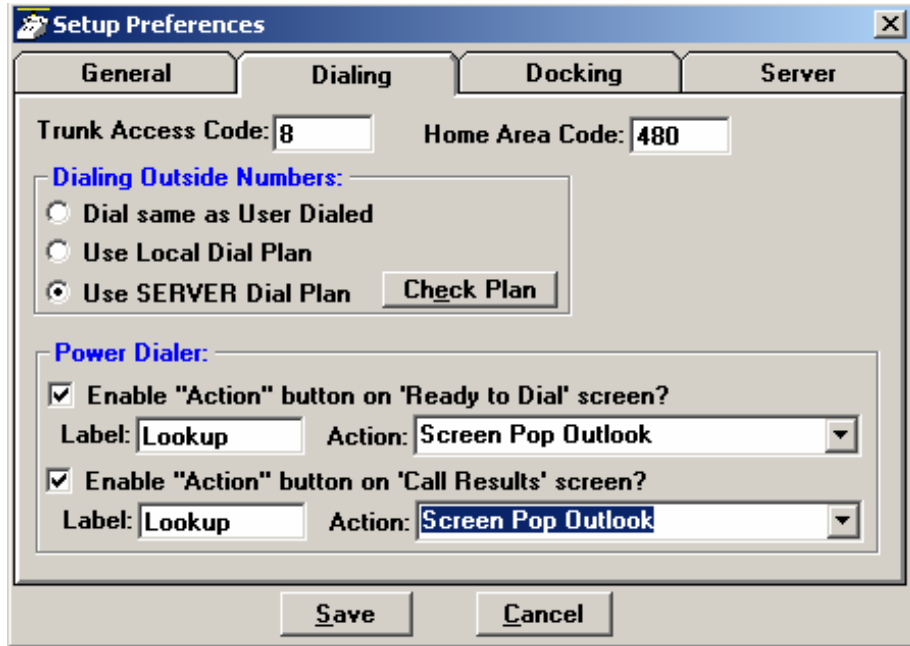 Setup Preferences
General Dialing Docking Server
Trunk Access Code: 8 Home Area Code: 480
Dialing Outside Numbers:
Dial same as User Dialed
Use Local Dial Plan
Use SERVER Dial Plan Check Plan
Power Dialer:
Enable "Action" button on 'Ready to Dial' screen?
Label: Lookup Action: Screen Pop Outlook
Enable "Action" button on 'Call Results' screen?
Label: Lookup Action: Screen Pop Outlook
Save Cancel